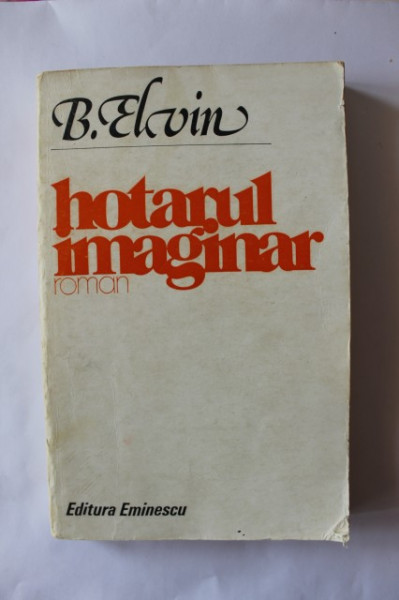 B. Elvin
hotarul
imaginar
roman
Editura Eminescu